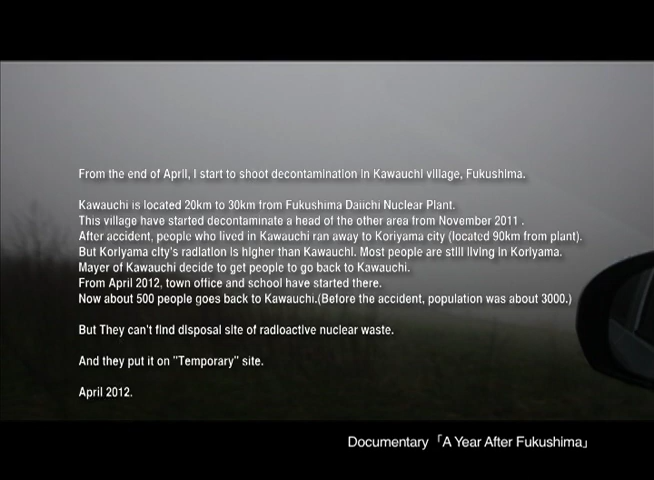 From the end of April, I start to shoot decontamination in Kawauchi village, Fukushima.
Kawauchi is located 20km to 30km from Fukushima Daiichi Nuclear Plant.
This village have started decontaminate a head of the other area from November 2011 .
After accident, people who lived in Kawauchi ran away to Koriyama city (located 90km from plant).
But Koriyama city's radiation is higher than Kawauchi. Most people are still living in Koriyama.
Mayer of Kawauchi decide to get people to go back to Kawauchi.
From April 2012, town office and school have started there.
Now about 500 people goes back to Kawauchi.(Before the accident, population was about 3000.)
But They can't find disposal site of radioactive nuclear waste.
And they put it on "Temporary" site.
April 2012.
Documentary「A Year After Fukushima」